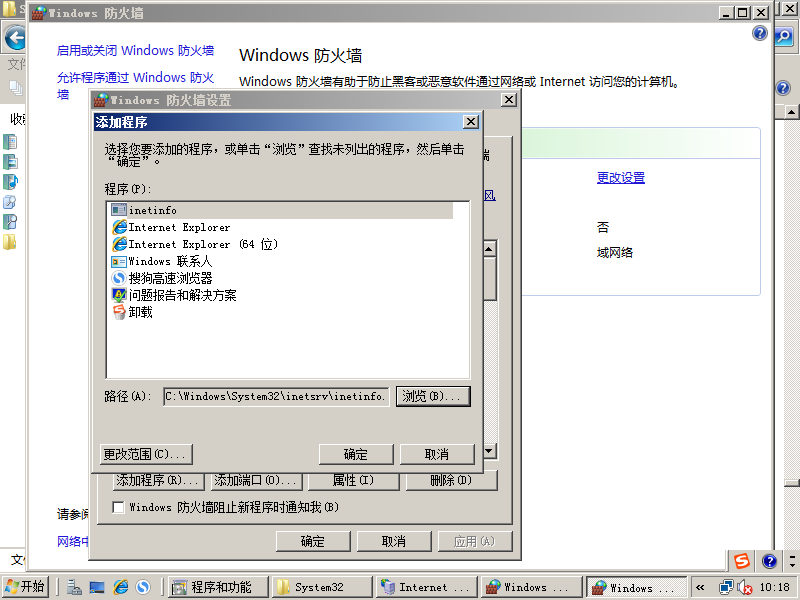 Windows 防火墙
启用或关闭 Windows 防火墙
允许程序通过 Windows 防火
墙
Windows 防火墙
Windows 防火墙有助于防止黑客或恶意软件通过网络或 Internet 访问您的计算机。
文件
收
Windows 防火墙设置
添加程序
选择您要添加的程序，或单击“浏览”查找未列出的程序，然后单击
“确定”。
程序(P):
inetinfo
Internet Explorer
Internet Explorer (64 位)
Windows 联系人
搜狗高速浏览器
问题报告和解决方案
卸载
路径(A):
C:\Windows\System32\inetsrv\inetinfo.
浏览(B)...
更改范围(C)...
确定
取消
风
更改设置
否
域网络
添加程序(R)...
添加端口(O)...
属性(I)
删除(D)
Windows 防火墙阻止新程序时通知我(B)
确定
取消
应用(A)
请参阅
网络中
文
开始
程序和功能
System32
Internet ...
Windows ...
Windows ...
10:18